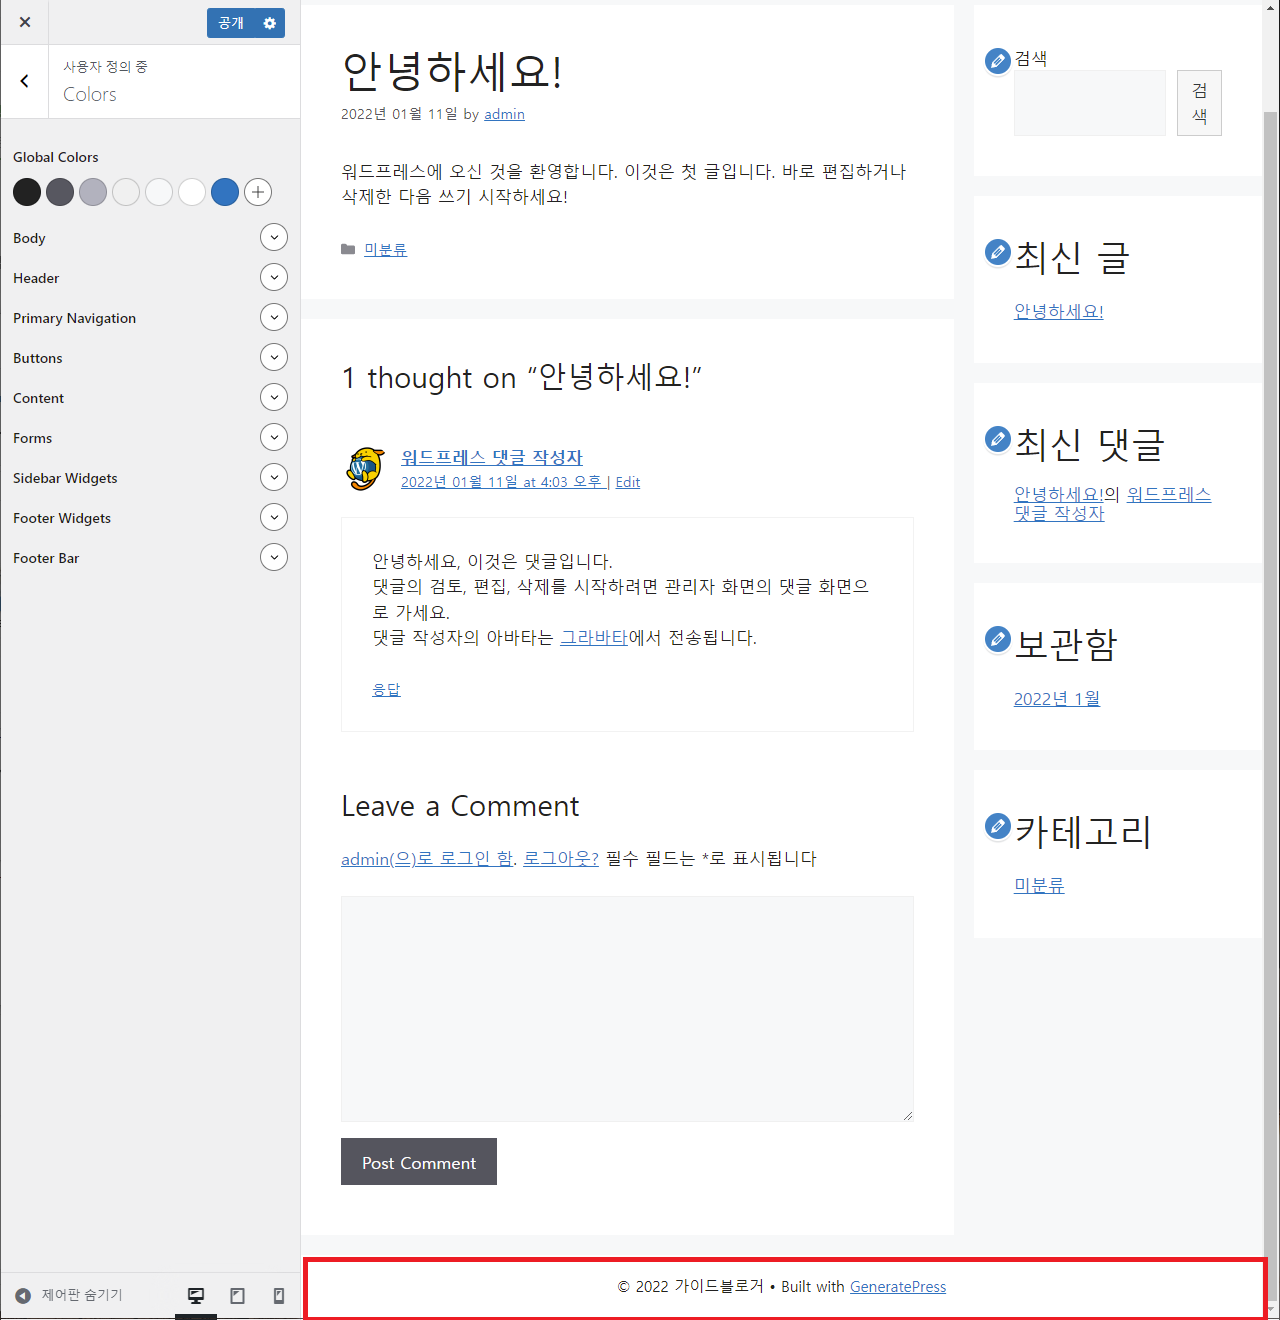 공개
사용자 정의 중
Colors
Global Colors
Body
Header
Primary Navigation
Buttons
Content
Forms
Sidebar Widgets
Footer Widgets
Footer Bar
제어판 숨기기
안녕하세요!
2022년 01월 11일 by admin
워드프레스에 오신 것을 환영합니다. 이것은 첫 글입니다. 바로 편집하거나
삭제한 다음 쓰기 시작하세요!
미분류
1 thought on “안녕하세요!”
워드프레스 댓글 작성자
2022년 01월 11일 at 4:03 오후 | Edit
안녕하세요, 이것은 댓글입니다.
댓글의 검토, 편집, 삭제를 시작하려면 관리자 화면의 댓글 화면으
로 가세요.
댓글 작성자의 아바타는 그라바타에서 전송됩니다.
응답
Leave a Comment
admin(으)로 로그인 함. 로그아웃? 필수 필드는 *로 표시됩니다
Post Comment
검색
검
색
최신 글
안녕하세요!
최신 댓글
안녕하세요!의 워드프레스
댓글 작성자
보관함
2022년 1월
카테고리
미분류
© 2022 가이드블로거 • Built with GeneratePress